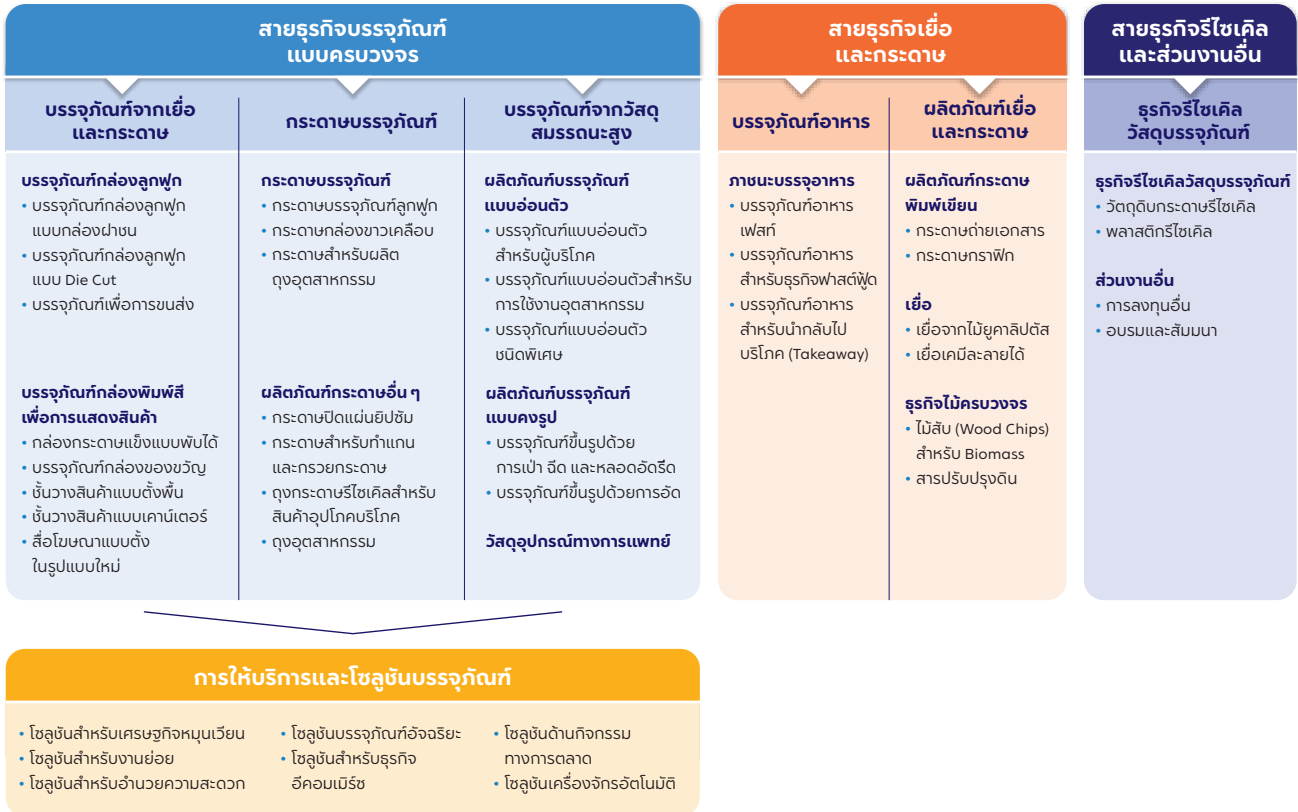 สายธุรกิจบรรจุภัณฑ์
แบบครบวงจร
บรรจุภัณฑ์จากเยื่อ
และกระดาษ
บรรจุภัณฑ์กล่องลูกฟูก
• บรรจุภัณฑ์กล่องลูกฟูก
แบบกล่องฝาชน
• บรรจุภัณฑ์กล่องลูกฟูก
แบบ Die Cut
• บรรจุภัณฑ์เพื่อการขนส่ง
บรรจุภัณฑ์กล่องพิมพ์สี
เพื่อการแสดงสินค้า
• กล่องกระดาษแข็งแบบพับได้
• บรรจุภัณฑ์กล่องของขวัญ
• ชั้นวางสินค้าแบบตั้งพื้น
• ชั้นวางสินค้าแบบเคาน์เตอร์
• สื่อโฆษณาแบบตั้ง
ในรูปแบบใหม่
กระดาษบรรจุภัณฑ์
กระดาษบรรจุภัณฑ์
• กระดาษบรรจุภัณฑ์ลูกฟูก
• กระดาษกล่องขาวเคลือบ
• กระดาษสำหรับผลิต
ถุงอุตสาหกรรม
ผลิตภัณฑ์กระดาษอื่น ๆ
• กระดาษปิดแผ่นยิปซัม
• กระดาษสำหรับทำแกน
และกรวยกระดาษ
• ถุงกระดาษรีไซเคิลสำหรับ
สินค้าอุปโภคบริโภค
• ถุงอุตสาหกรรม
บรรจุภัณฑ์จากวัสดุ
สมรรถนะสูง
ผลิตภัณฑ์บรรจุภัณฑ์
แบบอ่อนตัว
• บรรจุภัณฑ์แบบอ่อนตัว
สำหรับผู้บริโภค
• บรรจุภัณฑ์แบบอ่อนตัวสำหรับ
การใช้งานอุตสาหกรรม
• บรรจุภัณฑ์แบบอ่อนตัว
ชนิดพิเศษ
ผลิตภัณฑ์บรรจุภัณฑ์
แบบคงรูป
• บรรจุภัณฑ์ขึ้นรูปด้วย
การเป่า ฉีด และหลอดอัดรีด
• บรรจุภัณฑ์ขึ้นรูปด้วยการอัด
วัสดุอุปกรณ์ทางการแพทย์
สายธุรกิจเยื่อ
และกระดาษ
บรรจุภัณฑ์อาหาร
ภาชนะบรรจุอาหาร
• บรรจุภัณฑ์อาหาร
เฟสท์
• บรรจุภัณฑ์อาหาร
สำหรับธุรกิจฟาสต์ฟู้ด
• บรรจุภัณฑ์อาหาร
สำหรับนำกลับไป
บริโภค (Takeaway)
ผลิตภัณฑ์เยื่อ
และกระดาษ
ผลิตภัณฑ์กระดาษ
พิมพ์เขียน
• กระดาษถ่ายเอกสาร
• กระดาษกราฟิก
เยื่อ
• เยื่อจากไม้ยูคาลิปตัส
• เยื่อเคมีละลายได้
ธุรกิจไม้ครบวงจร
• ไม้สับ (Wood Chips)
สำหรับ Biomass
• สารปรับปรุงดิน
สายธุรกิจรีไซเคิล
และส่วนงานอื่น
ธุรกิจรีไซเคิล
วัสดุบรรจุภัณฑ์
ธุรกิจรีไซเคิลวัสดุบรรจุภัณฑ์
• วัตถุดิบกระดาษรีไซเคิล
• พลาสติกรีไซเคิล
ส่วนงานอื่น
• การลงทุนอื่น
• อบรมและสัมมนา
การให้บริการและโซลูชันบรรจุภัณฑ์
• โซลูชันสำหรับเศรษฐกิจหมุนเวียน
• โซลูชันสำหรับงานย่อย
• โซลูชันสำหรับอำนวยความสะดวก
• โซลูชันบรรจุภัณฑ์อัจฉริยะ
• โซลูชันสำหรับธุรกิจ
อีคอมเมิร์ซ
• โซลูชันด้านกิจกรรม
ทางการตลาด
• โซลูชันเครื่องจักรอัตโนมัติ